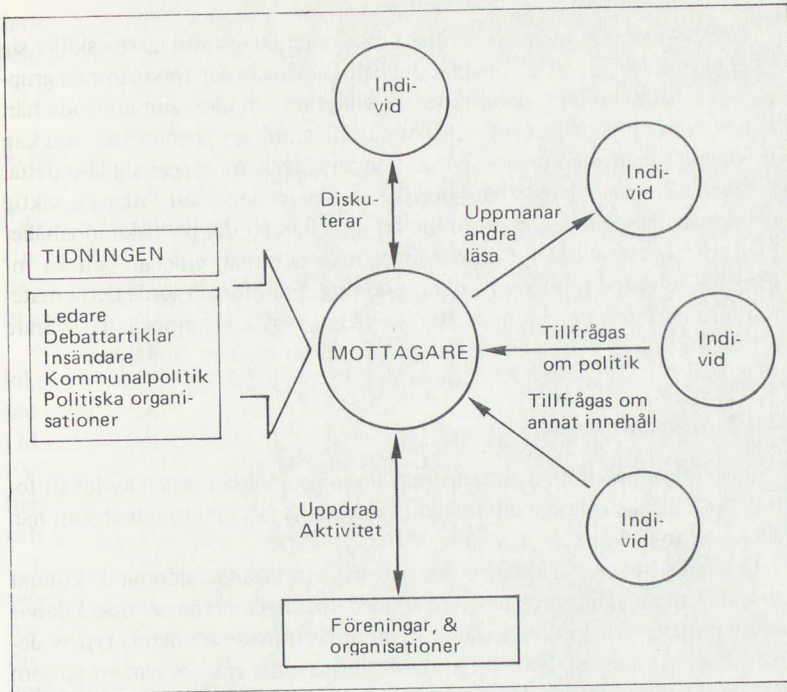 Indi-
vid
Disku-
terar
Uppmanar
andra
läsa
Indi-
vid
TIDNINGEN
Ledare
Debattartiklar
Insändare
Kommunalpolitik
Politiska organi-
sationer
MOTTAGARE
Tillfrågas
om politik
Indi-
vid
Tillfrågas om
annat innehåll
Indi-
vid
Uppdrag
Aktivitet
Föreningar, &
organisationer